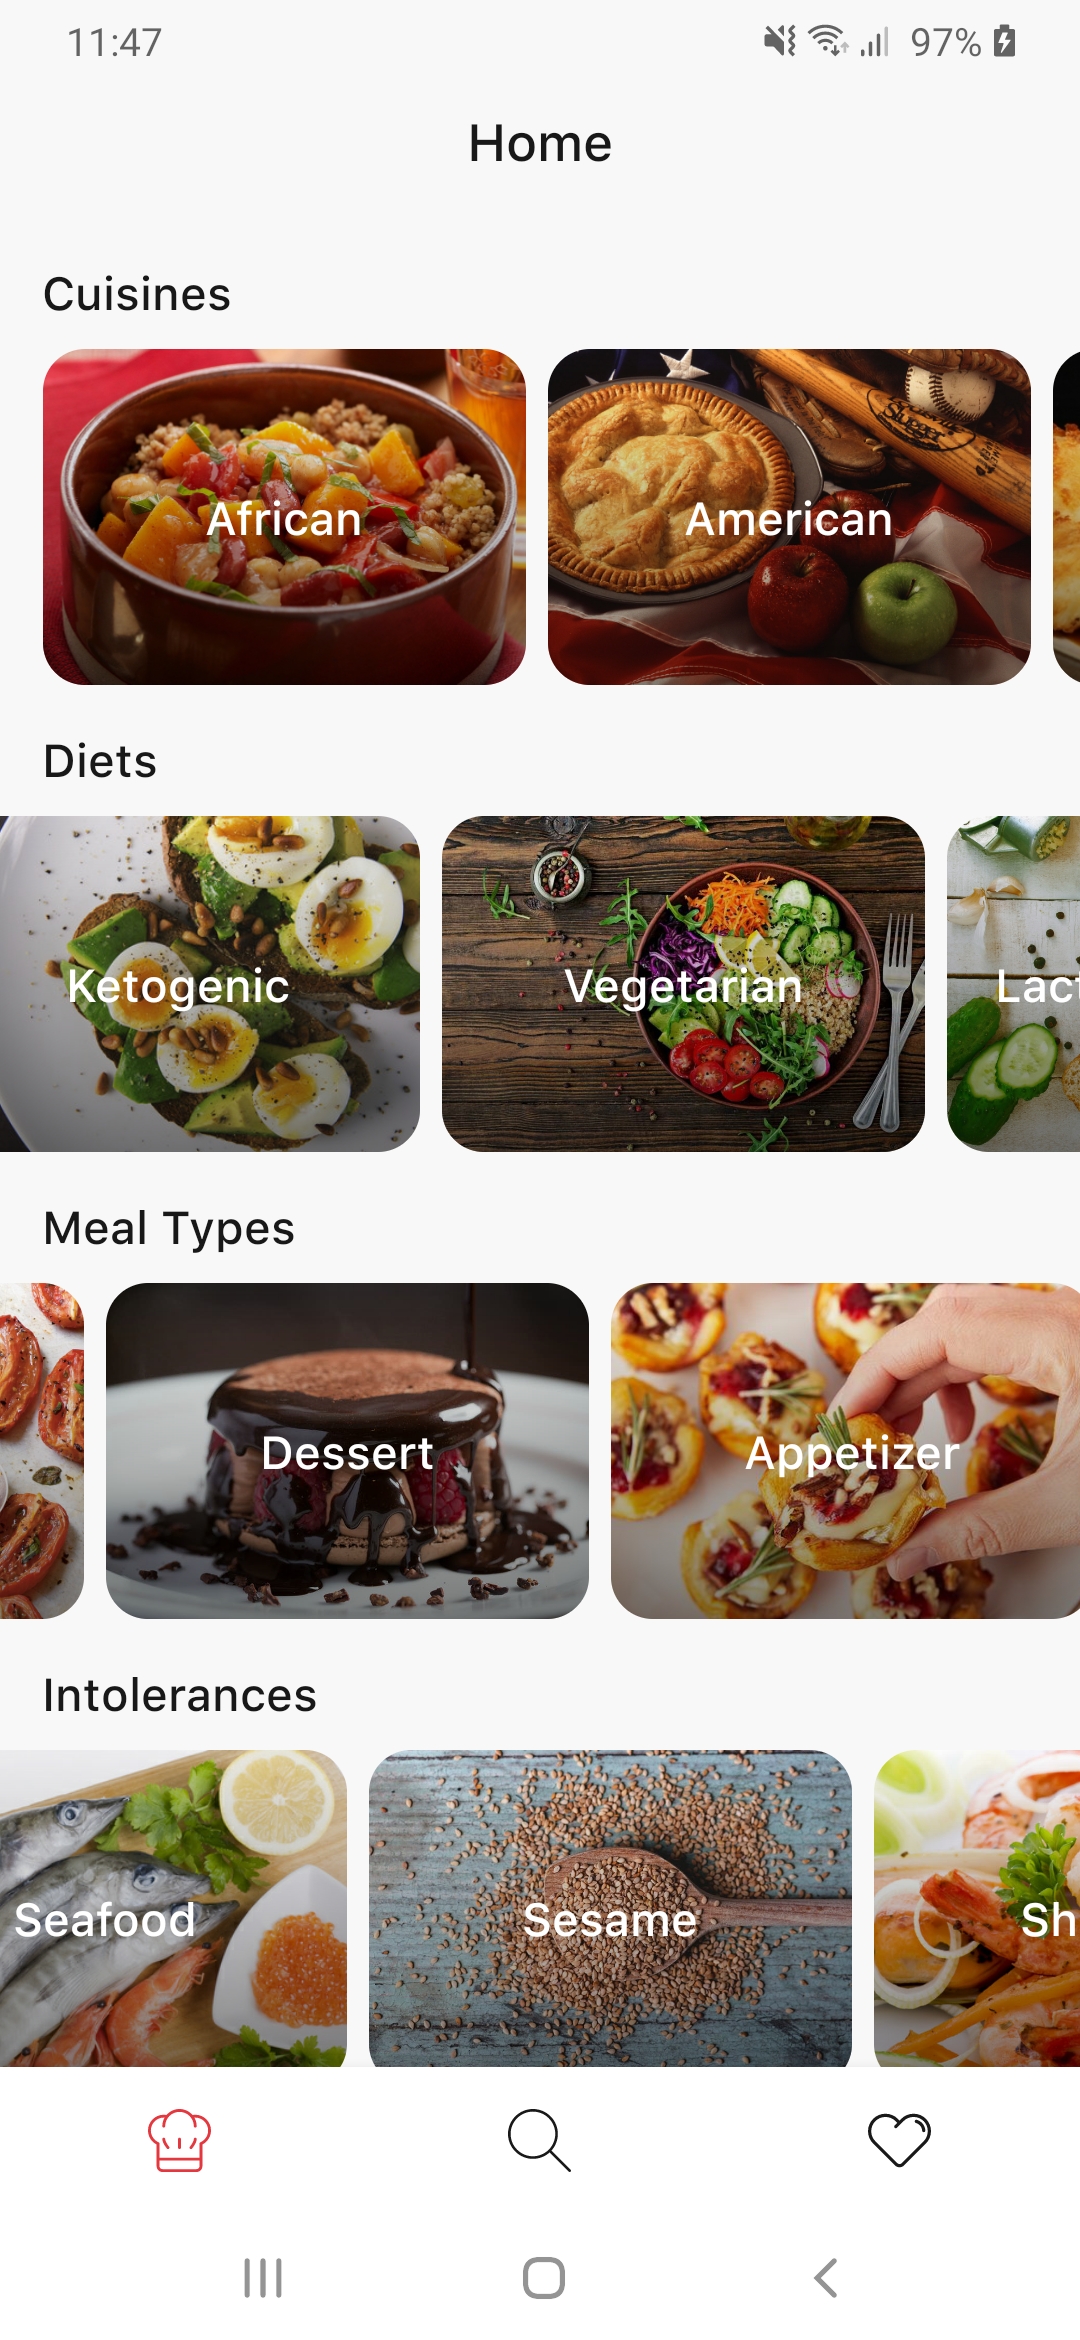 11:47
97%
Home
Cuisines
African
American
Diets
Ketogenic
Vegetarian
Lact
Meal Types
Dessert
Appetizer
Intolerances
Seafood
Sesame
Sh